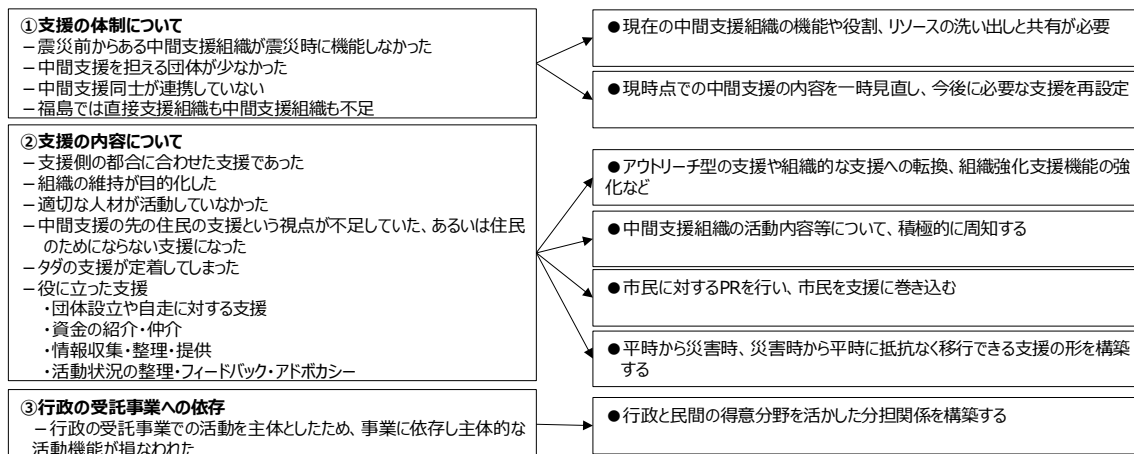 ①支援の体制について
－震災前からある中間支援組織が震災時に機能しなかった
－中間支援を担える団体が少なかった
－中間支援同士が連携していない
－福島では直接支援組織も中間支援組織も不足
●現在の中間支援組織の機能や役割、リソースの洗い出しと共有が必要
●現時点での中間支援の内容を一時見直し、今後に必要な支援を再設定
②支援の内容について
－支援側の都合に合わせた支援であった
－組織の維持が目的化した
－適切な人材が活動していなかった
－中間支援の先の住民の支援という視点が不足していた、あるいは住民
のためにならない支援になった
－タダの支援が定着してしまった
－役に立った支援
・団体設立や自走に対する支援
・資金の紹介・仲介
・情報収集・整理・提供
・活動状況の整理・フィードバック・アドボカシー
●アウトリーチ型の支援や組織的な支援への転換、組織強化支援機能の強
化など
●中間支援組織の活動内容等について、積極的に周知する
●市民に対するPRを行い、市民を支援に巻き込む
●平時から災害時、災害時から平時に抵抗なく移行できる支援の形を構築
する
③行政の受託事業への依存
－行政の受託事業での活動を主体としたため、事業に依存し主体的な
活動機能が損なわれた
●行政と民間の得意分野を活かした分担関係を構築する